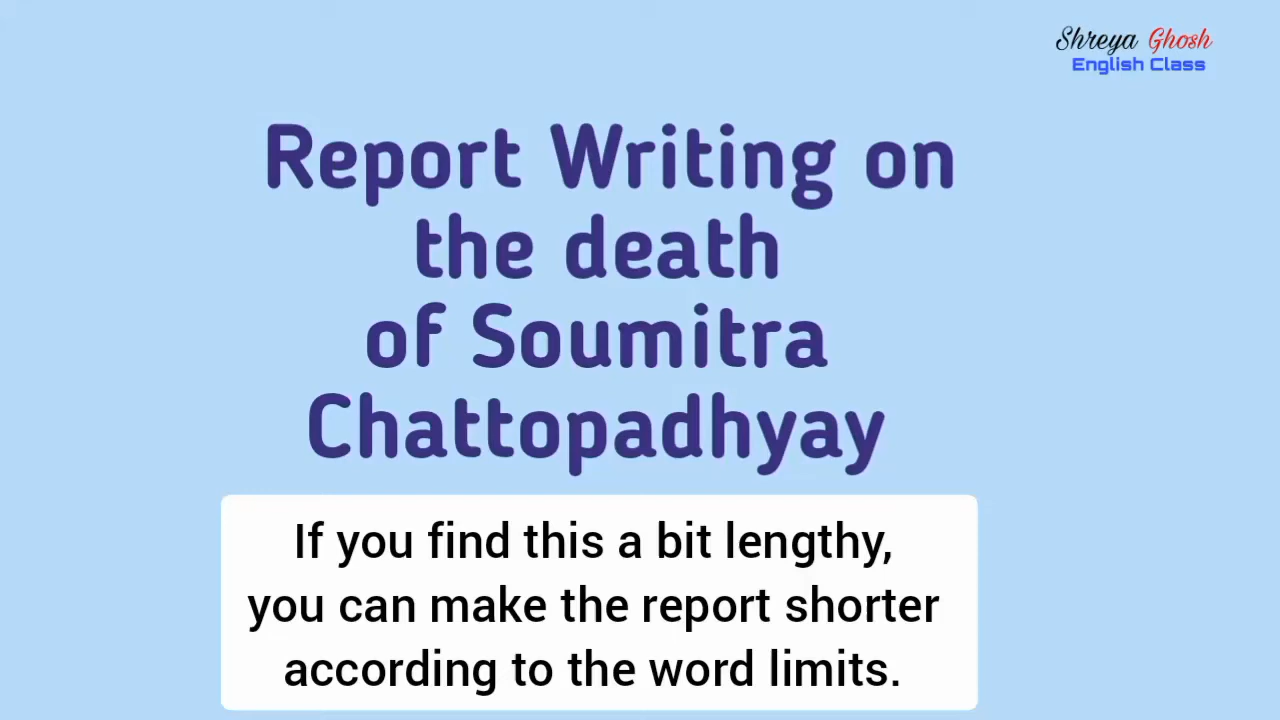 Shreya Ghosh
English Class
Report Writing on
the death
of Soumitra
Chattopadhyay
If you find this a bit lengthy,
you can make the report shorter
according to the word limits.